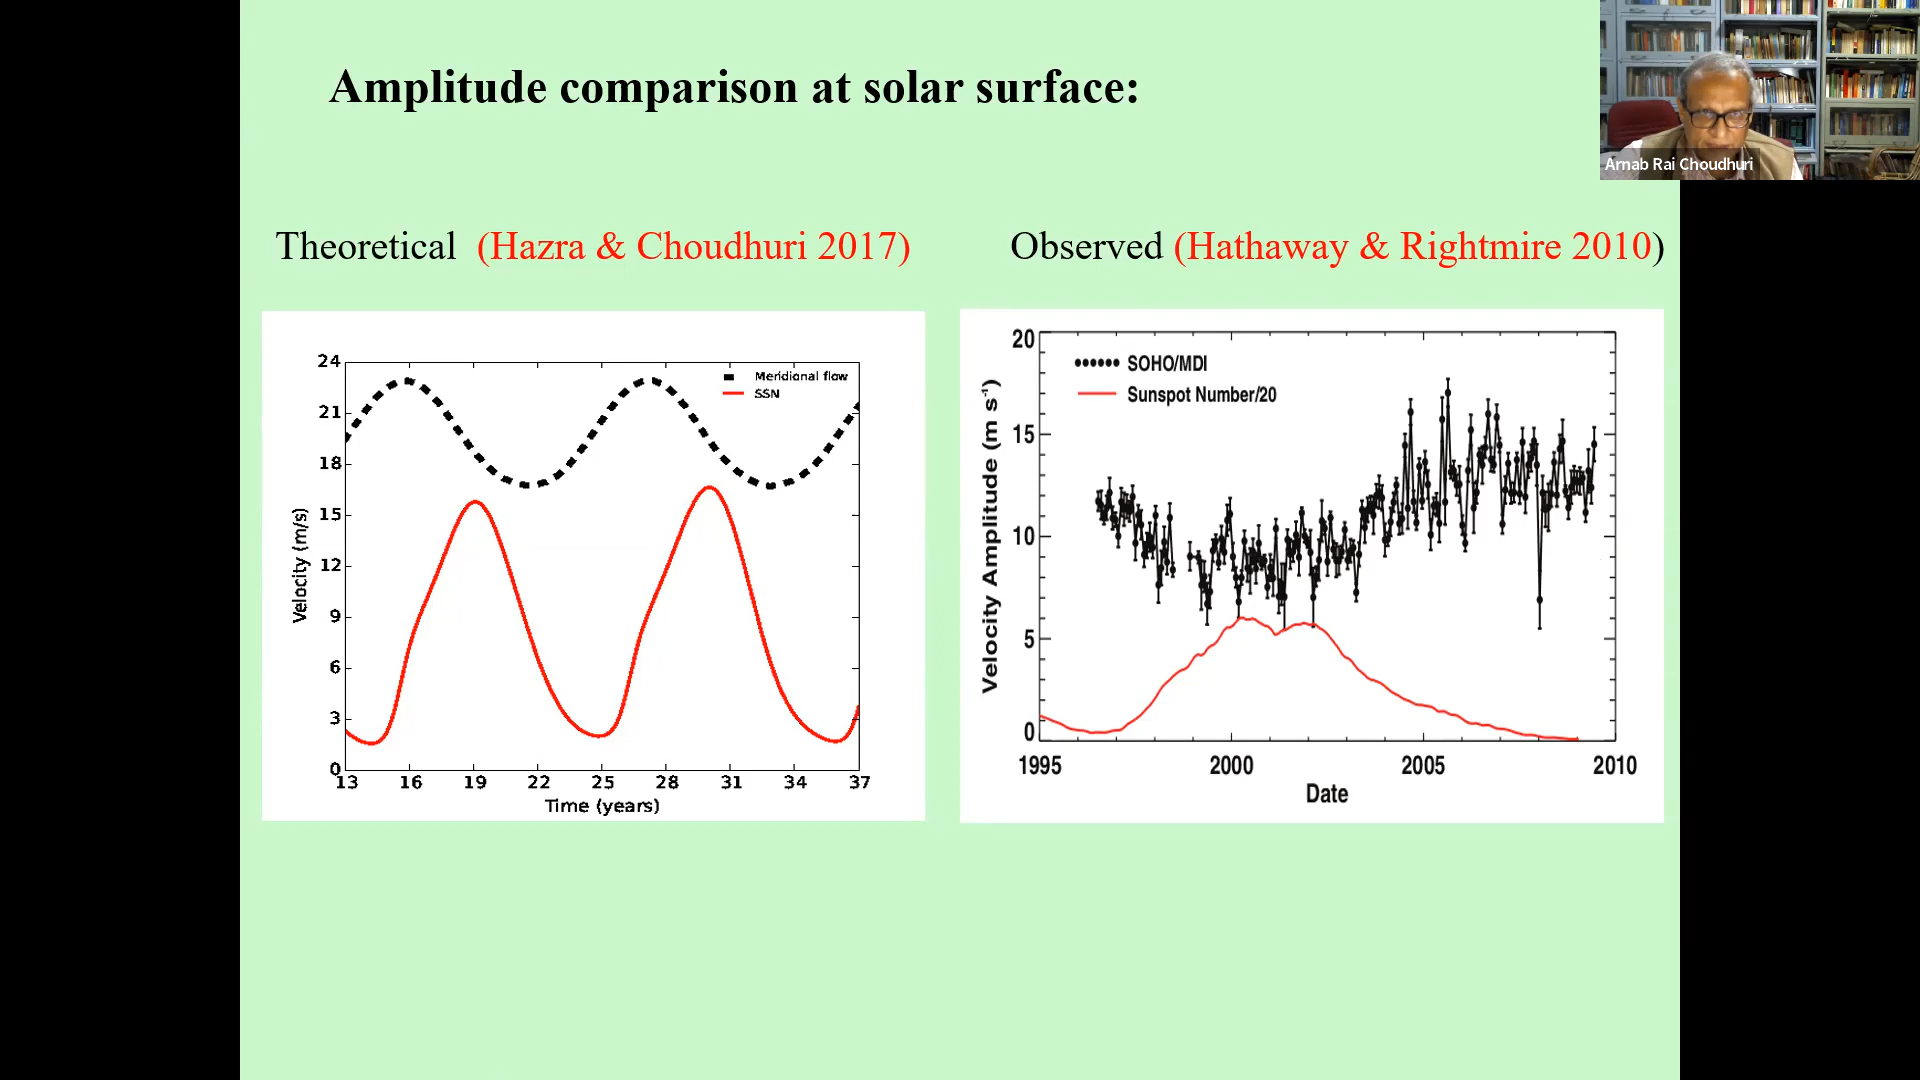 Amplitude comparison at solar surface:
Arnab Rai Choudhuri
Theoretical (Hazra & Choudhuri 2017)
Observed (Hathaway & Rightmire 2010)
24
21
18
15
12
9
6
3
0
Velocity (m/s)
Meridional flow
SSN
13 16 19 22 25 28 31 34 37
Time (years)
20
15
10
5
0
Velocity Amplitude (m s⁻¹)
SOHO/MDI
Sunspot Number/20
1995 2000 2005 2010
Date